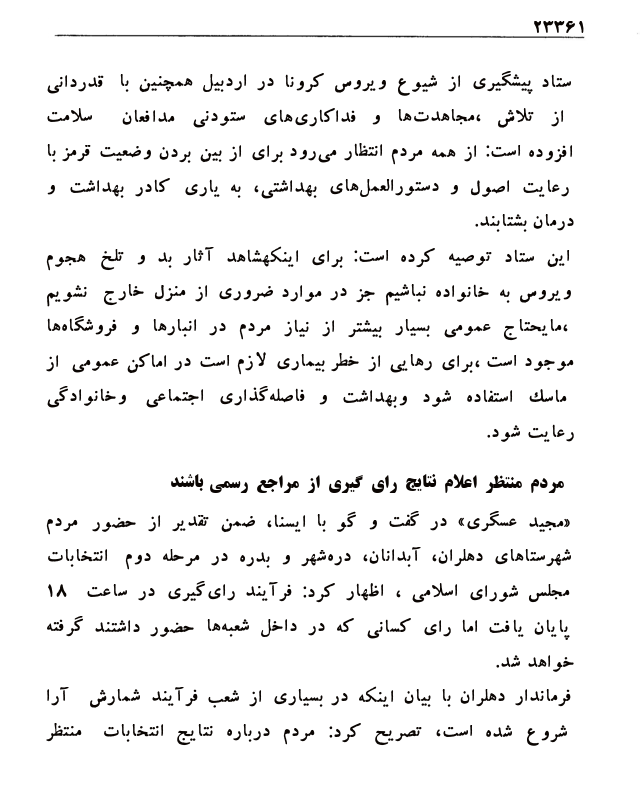 ۲۳۳۶۱
ستاد پیشگیری از شیوع ویروس کرونا در اردبیل همچنین با قدردانی
از تلاش ،مجاهدت‌ها و فداکاری‌های ستودنی مدافعان سلامت
افزوده است: از همه مردم انتظار می‌رود برای از بین بردن وضعیت قرمز با
رعایت اصول و دستورالعمل‌های بهداشتی، به یاری کادر بهداشت و
درمان بشتابند.
این ستاد توصیه کرده است: برای اینکهشاهد آثار بد و تلخ هجوم
ویروس به خانواده نباشیم جز در موارد ضروری از منزل خارج نشویم
،مایحتاج عمومی بسیار بیشتر از نیاز مردم در انبارها و فروشگاه‌ها
موجود است ،برای رهایی از خطر بیماری لازم است در اماکن عمومی از
ماسك استفاده شود وبهداشت و فاصله‌گذاری اجتماعی وخانوادگی
رعایت شود.
مردم منتظر اعلام نتایج رای گیری از مراجع رسمی باشند
«مجید عسگری» در گفت و گو با ایسنا، ضمن تقدیر از حضور مردم
شهرستاهای دهلران، آبدانان، دره‌شهر و بدره در مرحله دوم انتخابات
مجلس شورای اسلامی ، اظهار کرد: فرآیند رای‌گیری در ساعت ۱۸
پایان یافت اما رای کسانی که در داخل شعبه‌ها حضور داشتند گرفته
خواهد شد.
فرماندار دهلران با بیان اینکه در بسیاری از شعب فرآیند شمارش آرا
شروع شده است، تصریح کرد: مردم درباره نتایج انتخابات منتظر